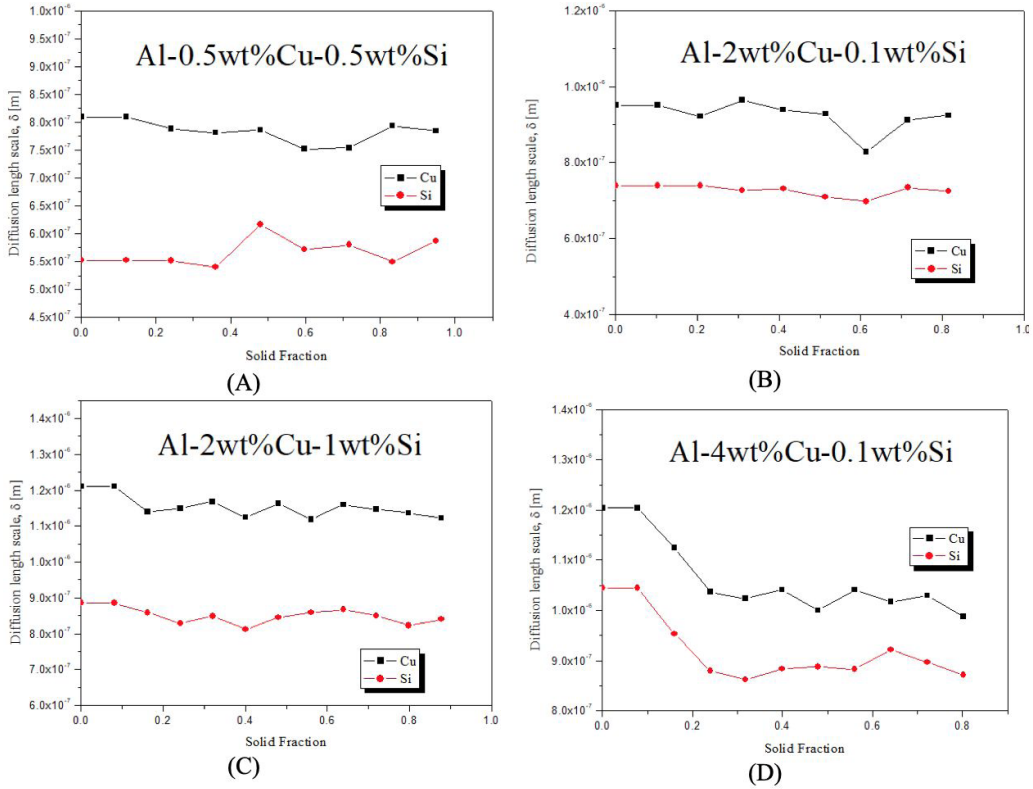 Al-0.5wt%Cu-0.5wt%Si
Diffusion length scale, δ [m]
1.0x10⁻⁶
9.5x10⁻⁷
9.0x10⁻⁷
8.5x10⁻⁷
8.0x10⁻⁷
7.5x10⁻⁷
7.0x10⁻⁷
6.5x10⁻⁷
6.0x10⁻⁷
5.5x10⁻⁷
5.0x10⁻⁷
4.5x10⁻⁷
Cu
Si
0.0 0.2 0.4 0.6 0.8 1.0
Solid Fraction
(A)
Al-2wt%Cu-0.1wt%Si
Diffusion length scale, δ [m]
1.2x10⁻⁶
1.0x10⁻⁶
8.0x10⁻⁷
6.0x10⁻⁷
4.0x10⁻⁷
Cu
Si
0.0 0.2 0.4 0.6 0.8 1.0
Solid Fraction
(B)
Al-2wt%Cu-1wt%Si
Diffusion length scale, δ [m]
1.4x10⁻⁶
1.3x10⁻⁶
1.2x10⁻⁶
1.1x10⁻⁶
1.0x10⁻⁶
9.0x10⁻⁷
8.0x10⁻⁷
7.0x10⁻⁷
6.0x10⁻⁷
Cu
Si
0.0 0.2 0.4 0.6 0.8 1.0
Solid Fraction
(C)
Al-4wt%Cu-0.1wt%Si
Diffusion length scale, δ [m]
1.4x10⁻⁶
1.3x10⁻⁶
1.2x10⁻⁶
1.1x10⁻⁶
1.0x10⁻⁶
9.0x10⁻⁷
8.0x10⁻⁷
Cu
Si
0.0 0.2 0.4 0.6 0.8
Solid Fraction
(D)